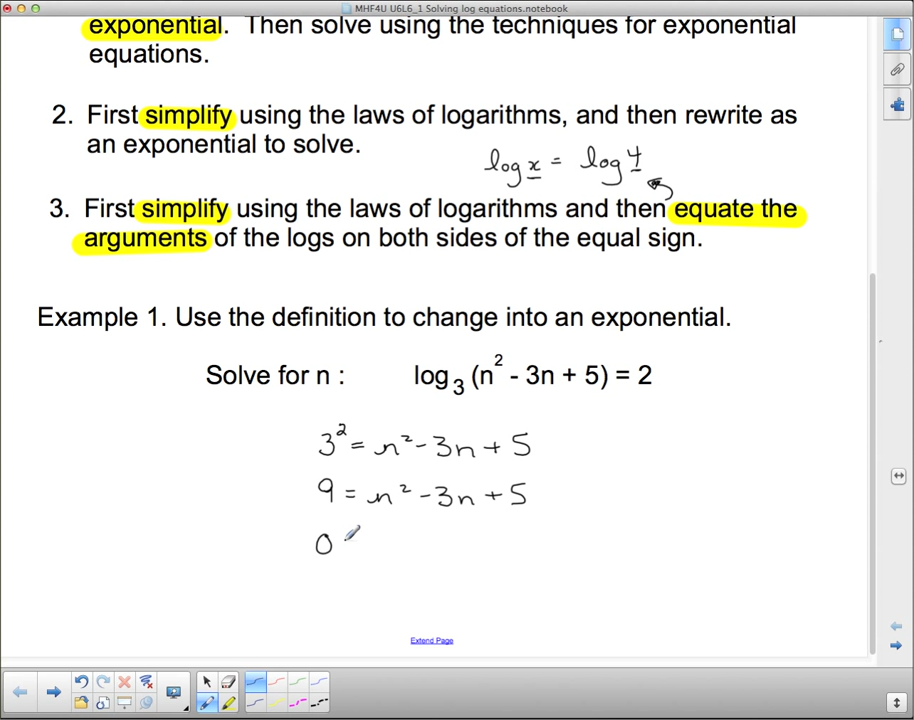 MHF4U U6L6_1 Solving log equations.notebook
exponential. Then solve using the techniques for exponential
equations.
2. First simplify using the laws of logarithms, and then rewrite as
an exponential to solve.
log x = log 4
3. First simplify using the laws of logarithms and then equate the
arguments of the logs on both sides of the equal sign.
Example 1. Use the definition to change into an exponential.
Solve for n : log₃ (n² - 3n + 5) = 2
3² = n² - 3n + 5
9 = n² - 3n + 5
0
Extend Page